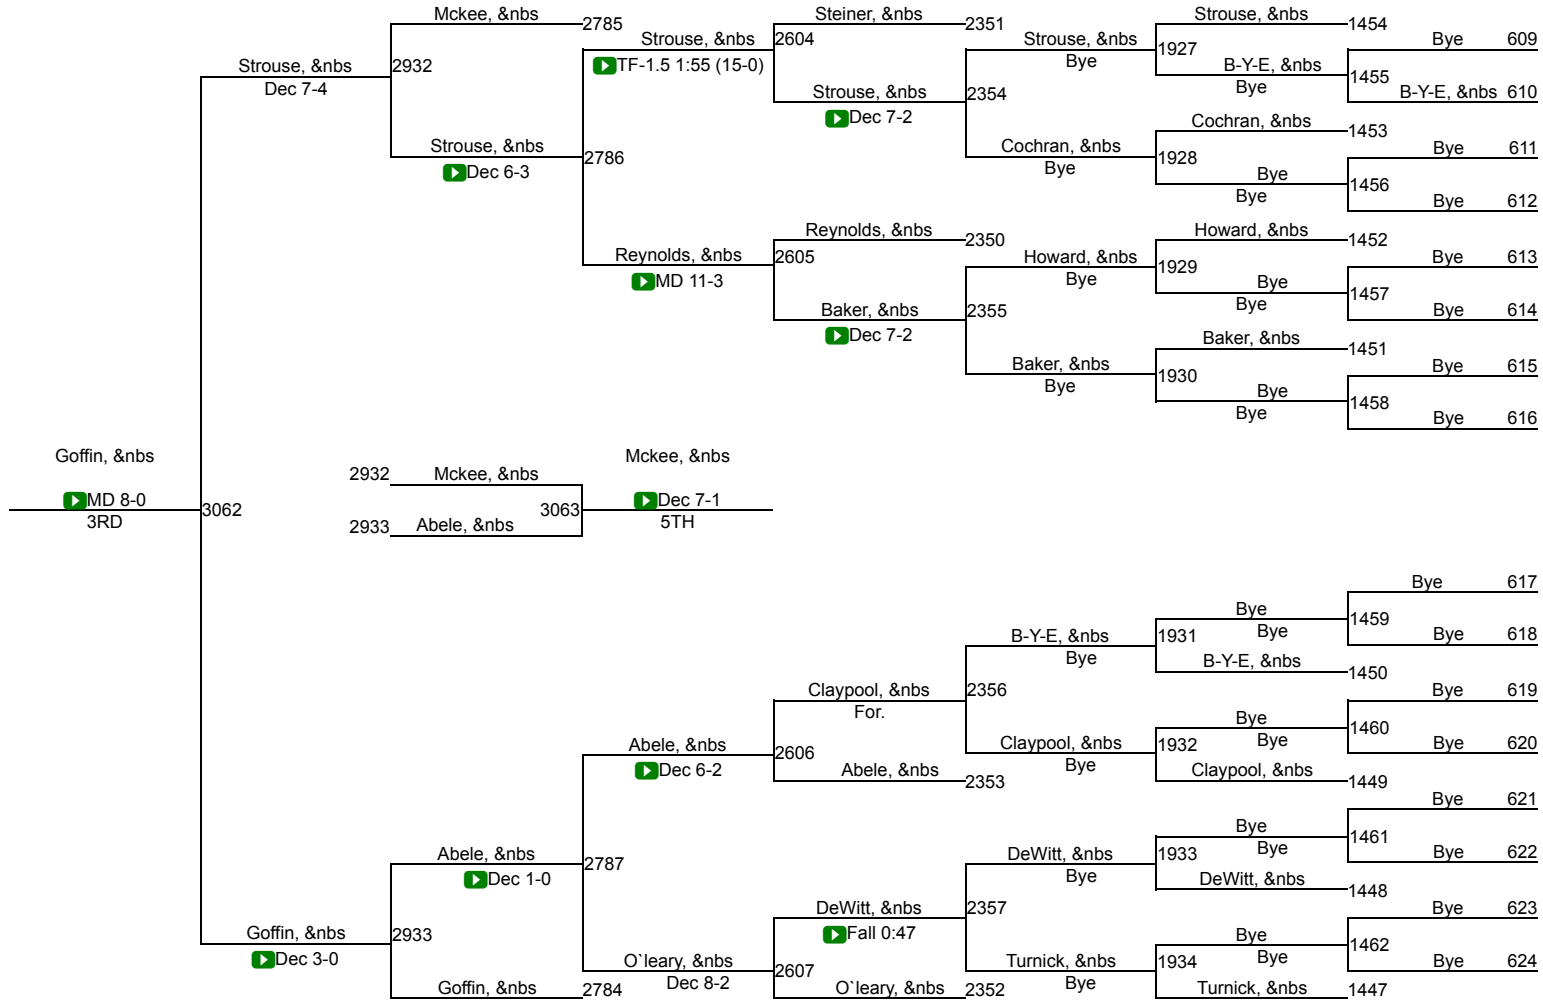 Mckee, &nbs 2785 Steiner, &nbs 2351 Strouse, &nbs 1454
Strouse, &nbs 2604 Strouse, &nbs 1927 Bye 609
Strouse, &nbs 2932 TF-1.5 1:55 (15-0) Bye B-Y-E, &nbs 1455
Dec 7-4 Strouse, &nbs 2354 Bye B-Y-E, &nbs 610
Dec 7-2 Cochran, &nbs 1453
Strouse, &nbs 2786 Cochran, &nbs 1928 Bye 611
Dec 6-3 Bye Bye 1456
Bye Bye 612
Reynolds, &nbs 2350 Howard, &nbs 1452
Reynolds, &nbs 2605 Howard, &nbs 1929 Bye 613
MD 11-3 Bye Bye 1457
Baker, &nbs 2355 Bye Bye 614
Dec 7-2 Baker, &nbs 1451
Baker, &nbs 1930 Bye 615
Bye Bye 1458
Bye Bye 616
Goffin, &nbs Mckee, &nbs
2932 Mckee, &nbs
MD 8-0 3062 3063 Dec 7-1
3RD 2933 Abele, &nbs 5TH
Bye 617
Bye 1459
B-Y-E, &nbs 1931 Bye Bye 618
Bye B-Y-E, &nbs 1450
Claypool, &nbs 2356 Bye 619
For. Bye 1460
Abele, &nbs 2606 Claypool, &nbs 1932 Bye Bye 620
Dec 6-2 Abele, &nbs 2353 Bye Claypool, &nbs 1449
Bye 621
Bye 1461
Abele, &nbs 2787 DeWitt, &nbs 1933 Bye Bye 622
Dec 1-0 Bye DeWitt, &nbs 1448
DeWitt, &nbs 2357 Bye 623
Goffin, &nbs 2933 Fall 0:47 Bye 1462
Dec 3-0 O`leary, &nbs 2607 Turnick, &nbs 1934 Bye Bye 624
Goffin, &nbs 2784 Dec 8-2 O`leary, &nbs 2352 Bye Turnick, &nbs 1447